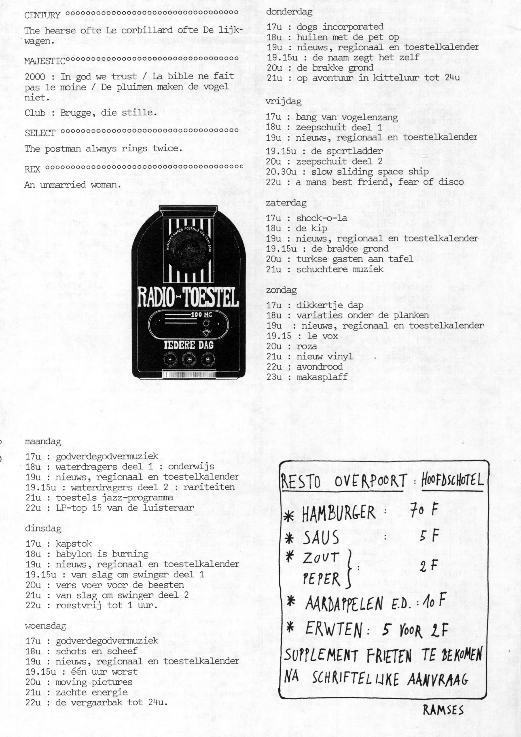 CENTURY °°°°°°°°°°°°°°°°°°°°°°°°°°°°°°°°°°°
The hearse ofte Le corbillard ofte De lijk-
wagen.
MAJESTIC°°°°°°°°°°°°°°°°°°°°°°°°°°°°°°°°°°°
2000 : In god we trust / La bible ne fait
pas le moine / De pluimen maken de vogel
niet.
Club : Brugge, die stille.
SELECT °°°°°°°°°°°°°°°°°°°°°°°°°°°°°°°°°°°°
The postman always rings twice.
REX °°°°°°°°°°°°°°°°°°°°°°°°°°°°°°°°°°°°°°°
An unmarried woman.
RADIO-TOESTEL
100 MC
IEDERE DAG
maandag
17u : godverdegodvermuziek
18u : waterdragers deel 1 : onderwijs
19u : nieuws, regionaal en toestelkalender
19.15u : waterdragers deel 2 : rariteiten
21u : toestels jazz-programma
22u : LP-top 15 van de luisteraar
dinsdag
17u : kapstok
18u : babylon is burning
19u : nieuws, regionaal en toestelkalender
19.15u : van slag om swinger deel 1
20u : vers voer voor de beesten
21u : van slag om swinger deel 2
22u : roestvrij tot 1 uur.
woensdag
17u : godverdegodvermuziek
18u : schots en scheef
19u : nieuws, regionaal en toestelkalender
19.15u : één uur worst
20u : moving pictures
21u : zachte energie
22u : de vergaarbak tot 24u.
donderdag
17u : dogs incorporated
18u : huilen met de pet op
19u : nieuws, regionaal en toestelkalender
19.15u : de naam zegt het zelf
20u : de brakke grond
21u : op avontuur in kitteluur tot 24u
vrijdag
17u : bang van vogelenzang
18u : zeepschuit deel 1
19u : nieuws, regionaal en toestelkalender
19.15u : de sportladder
20u : zeepschuit deel 2
20.30u : slow sliding space ship
22u : a mans best friend, fear of disco
zaterdag
17u : shock-o-la
18u : de kip
19u : nieuws, regionaal en toestelkalender
19.15u : de brakke grond
20u : turkse gasten aan tafel
21u : schuchtere muziek
zondag
17u : dikkertje dap
18u : variaties onder de planken
19u : nieuws, regionaal en toestelkalender
19.15 : le vox
20u : roza
21u : nieuw vinyl
22u : avondrood
23u : makasplaff
RESTO OVERPOORT : HOOFDSCHOTEL
* HAMBURGER : 70 F
* SAUS : 5 F
* ZOUT
PEPER } : 2 F
* AARDAPPELEN E.D. : 10 F
* ERWTEN : 5 VOOR 2F
SUPPLEMENT FRIETEN TE BEKOMEN
NA SCHRIFTELIJKE AANVRAAG
RAMSES